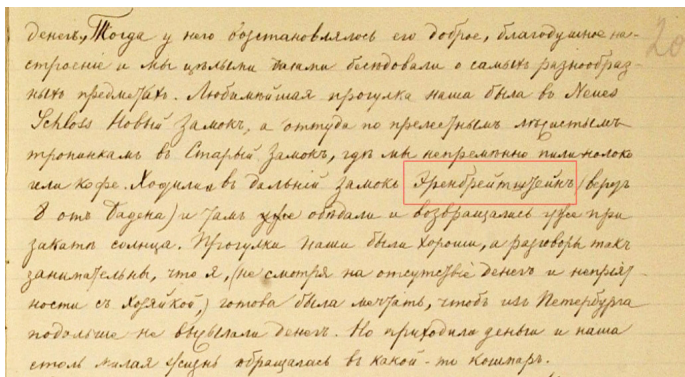 денегъ, Тогда у него возстановлялось его доброе, благодушное на-
строеніе и мы цѣлыми днями бесѣдовали о самыхъ разнообраз-
ныхъ предметахъ. Любимѣйшая прогулка наша была въ Neues
Schloss Новый замокъ, а оттуда по прелестнымъ лѣсистымъ
тропинкамъ въ Старый Замокъ, гдѣ мы непремѣнно пили молоко
или кофе. Ходили въ дальній замокъ Эренбрейтштейнъ (верстъ
8 отъ Бадена) и тамъ уже обѣдали и возвращались уже при
закатѣ солнца. Прогулки наши были хороши, а разговоры такъ
занимательны, что я, (не смотря на отсутствіе денегъ и непріят-
ности съ хозяйкой,) готова была мечтать, чтобъ изъ Петербурга
подольше не высылали денегъ. Но приходили деньги и наша
столь милая жизнь обращалась въ какой-то кошмаръ.
20